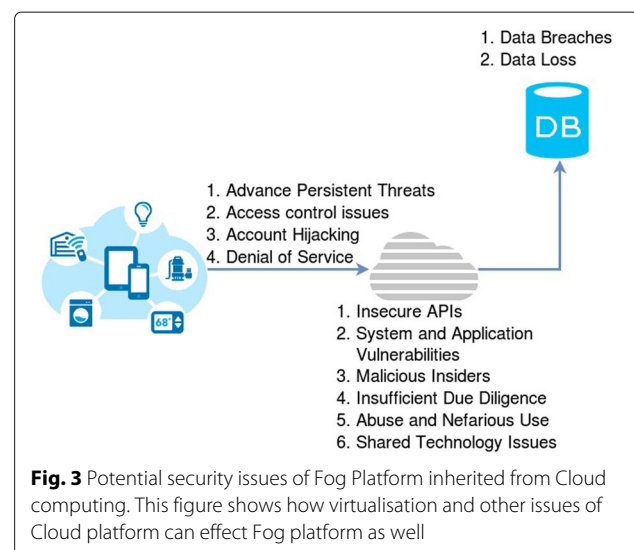 1. Data Breaches
2. Data Loss
DB
1. Advance Persistent Threats
2. Access control issues
3. Account Hijacking
4. Denial of Service
68°
1. Insecure APIs
2. System and Application
Vulnerabilities
3. Malicious Insiders
4. Insufficient Due Diligence
5. Abuse and Nefarious Use
6. Shared Technology Issues
Fig. 3 Potential security issues of Fog Platform inherited from Cloud
computing. This figure shows how virtualisation and other issues of
Cloud platform can effect Fog platform as well